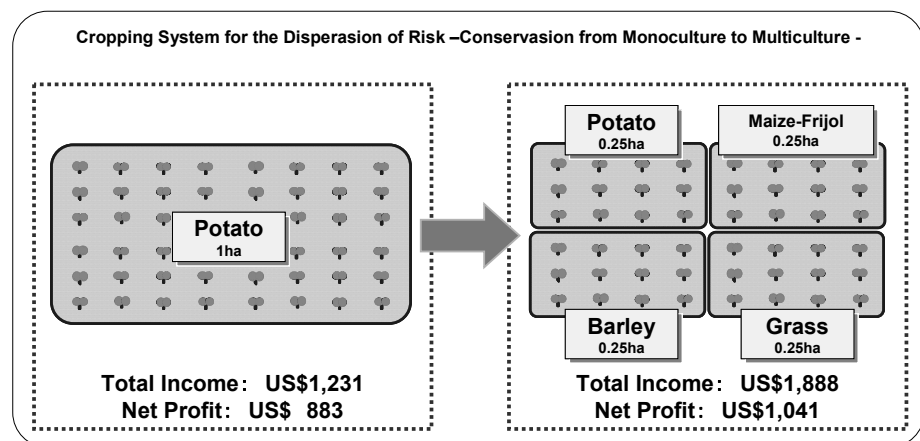 Cropping System for the Disperasion of Risk –Conservasion from Monoculture to Multiculture -
Potato
1ha
Total Income： US$1,231
Net Profit： US$ 883
Potato
0.25ha
Maize-Frijol
0.25ha
Barley
0.25ha
Grass
0.25ha
Total Income： US$1,888
Net Profit： US$1,041